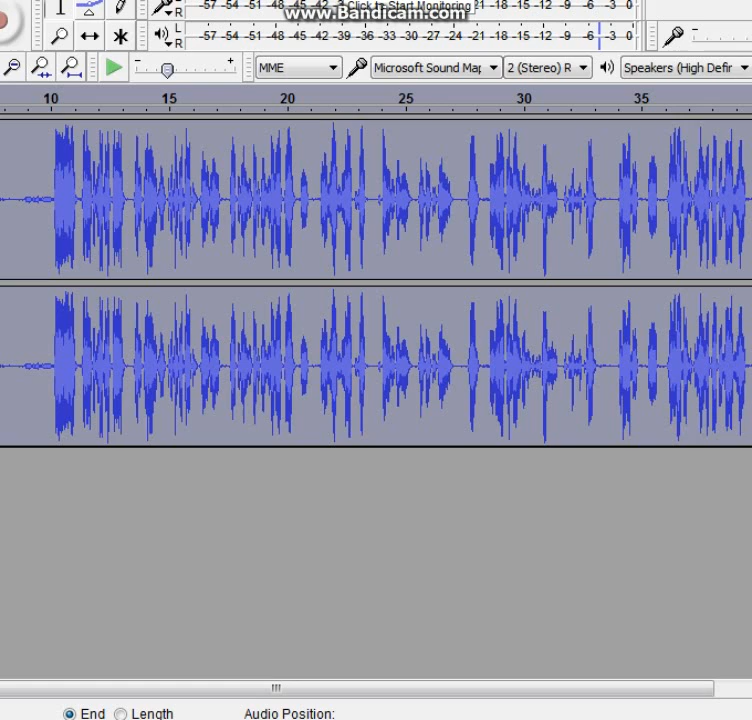 -57 -54 -51 -48 -45 -42 -3 Click to Start Monitoring 21 -18 -15 -12 -9 -6 -3 0
www.Bandicam.com
R
L
R
-57 -54 -51 -48 -45 -42 -39 -36 -33 -30 -27 -24 -21 -18 -15 -12 -9 -6 -3 0
MME
Microsoft Sound Map
2 (Stereo) R
Speakers (High Defir
10 15 20 25 30 35
End
Length
Audio Position: